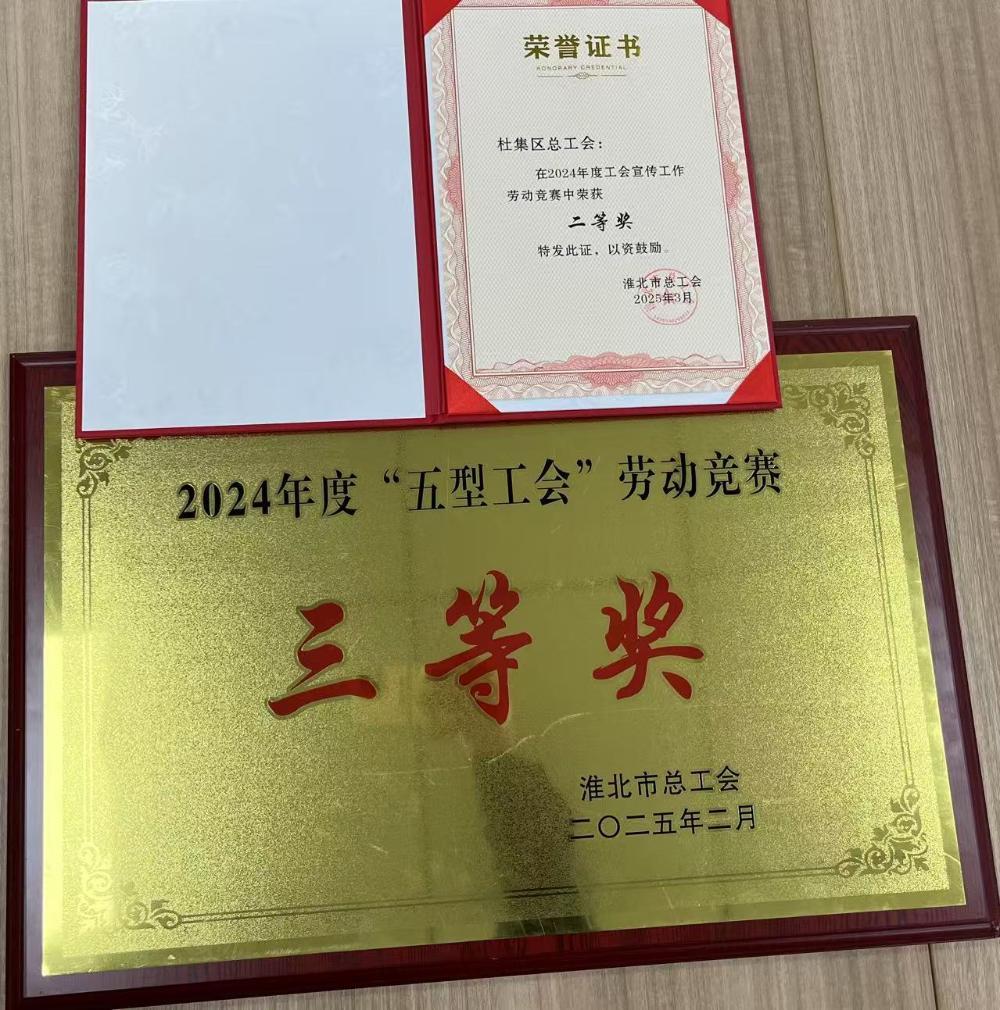 荣誉证书
HONORARY CREDENTIAL
杜集区总工会：
在2024年度工会宣传工作
劳动竞赛中荣获
二等奖
特发此证，以资鼓励。
淮北市总工会
2025年3月
2024年度“五型工会”劳动竞赛
三等奖
淮北市总工会
二〇二五年二月